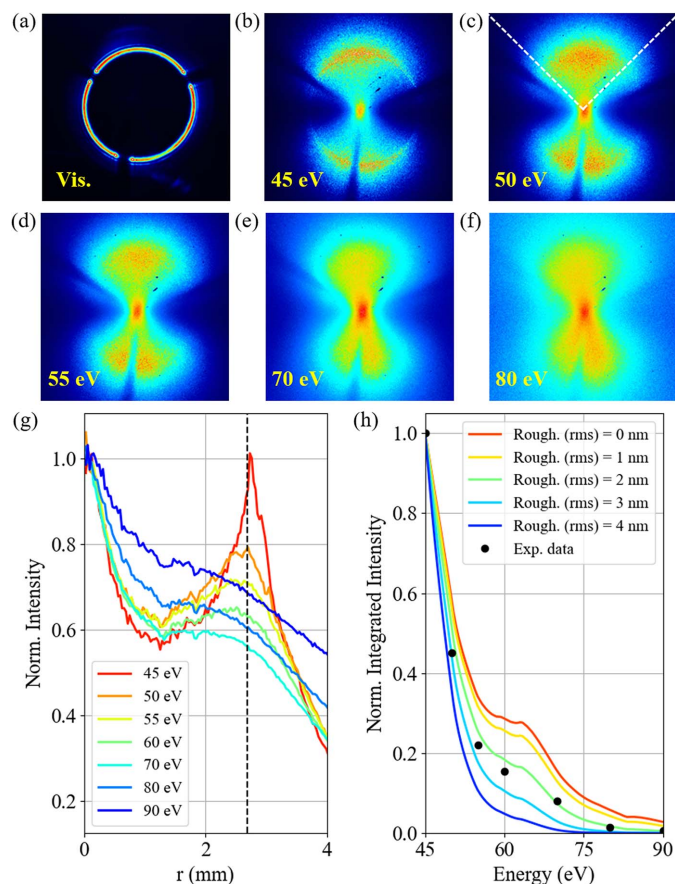 (a)
(b)
(c)
Vis.
45 eV
50 eV
(d)
(e)
(f)
55 eV
70 eV
80 eV
(g)
(h)
Norm. Intensity
1.0
0.8
0.6
0.4
0.2
45 eV
50 eV
55 eV
60 eV
70 eV
80 eV
90 eV
0
2
4
r (mm)
Norm. Integrated Intensity
1.0
0.8
0.6
0.4
0.2
0.0
Rough. (rms) = 0 nm
Rough. (rms) = 1 nm
Rough. (rms) = 2 nm
Rough. (rms) = 3 nm
Rough. (rms) = 4 nm
Exp. data
45
60
75
90
Energy (eV)